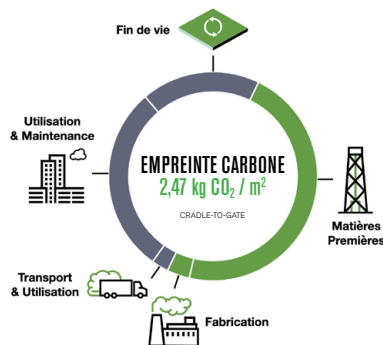 Fin de vie
Utilisation
& Maintenance
EMPREINTE CARBONE
2,47 kg CO₂ / m²
CRADLE-TO-GATE
Matières
Premières
Transport
& Utilisation
Fabrication